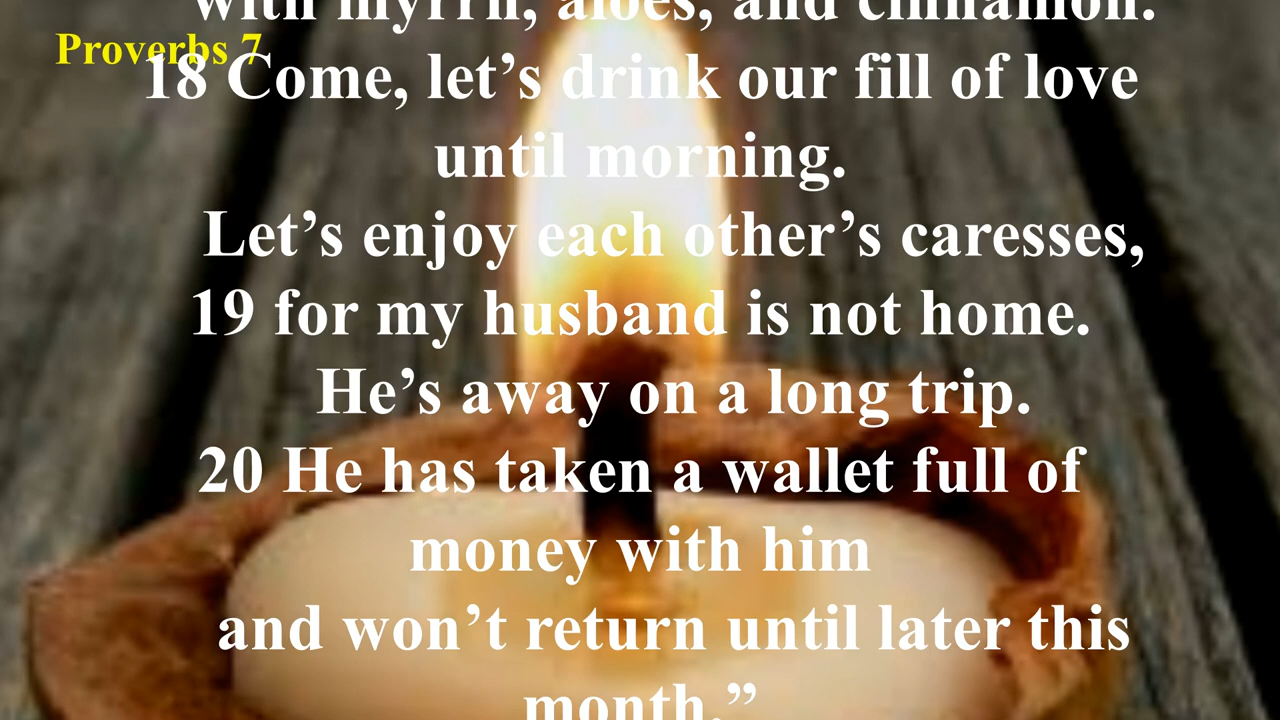 with myrrh, aloes, and cinnamon.
Proverbs 7
18 Come, let’s drink our fill of love
until morning.
Let’s enjoy each other’s caresses,
19 for my husband is not home.
He’s away on a long trip.
20 He has taken a wallet full of
money with him
and won’t return until later this
month.”